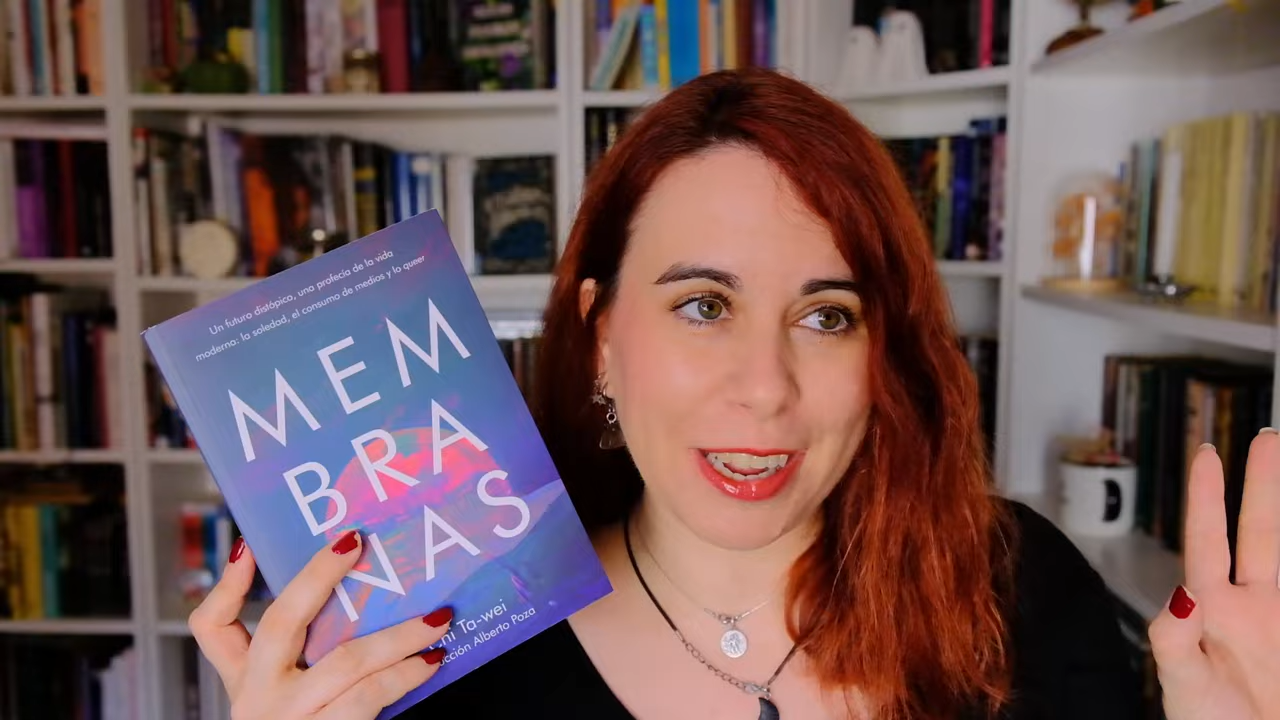 Un futuro distópico, una profecía de la vida
moderna: la soledad, el consumo de medios y lo queer
MEM
BRA
NAS
Ta-wei
Alberto Poza